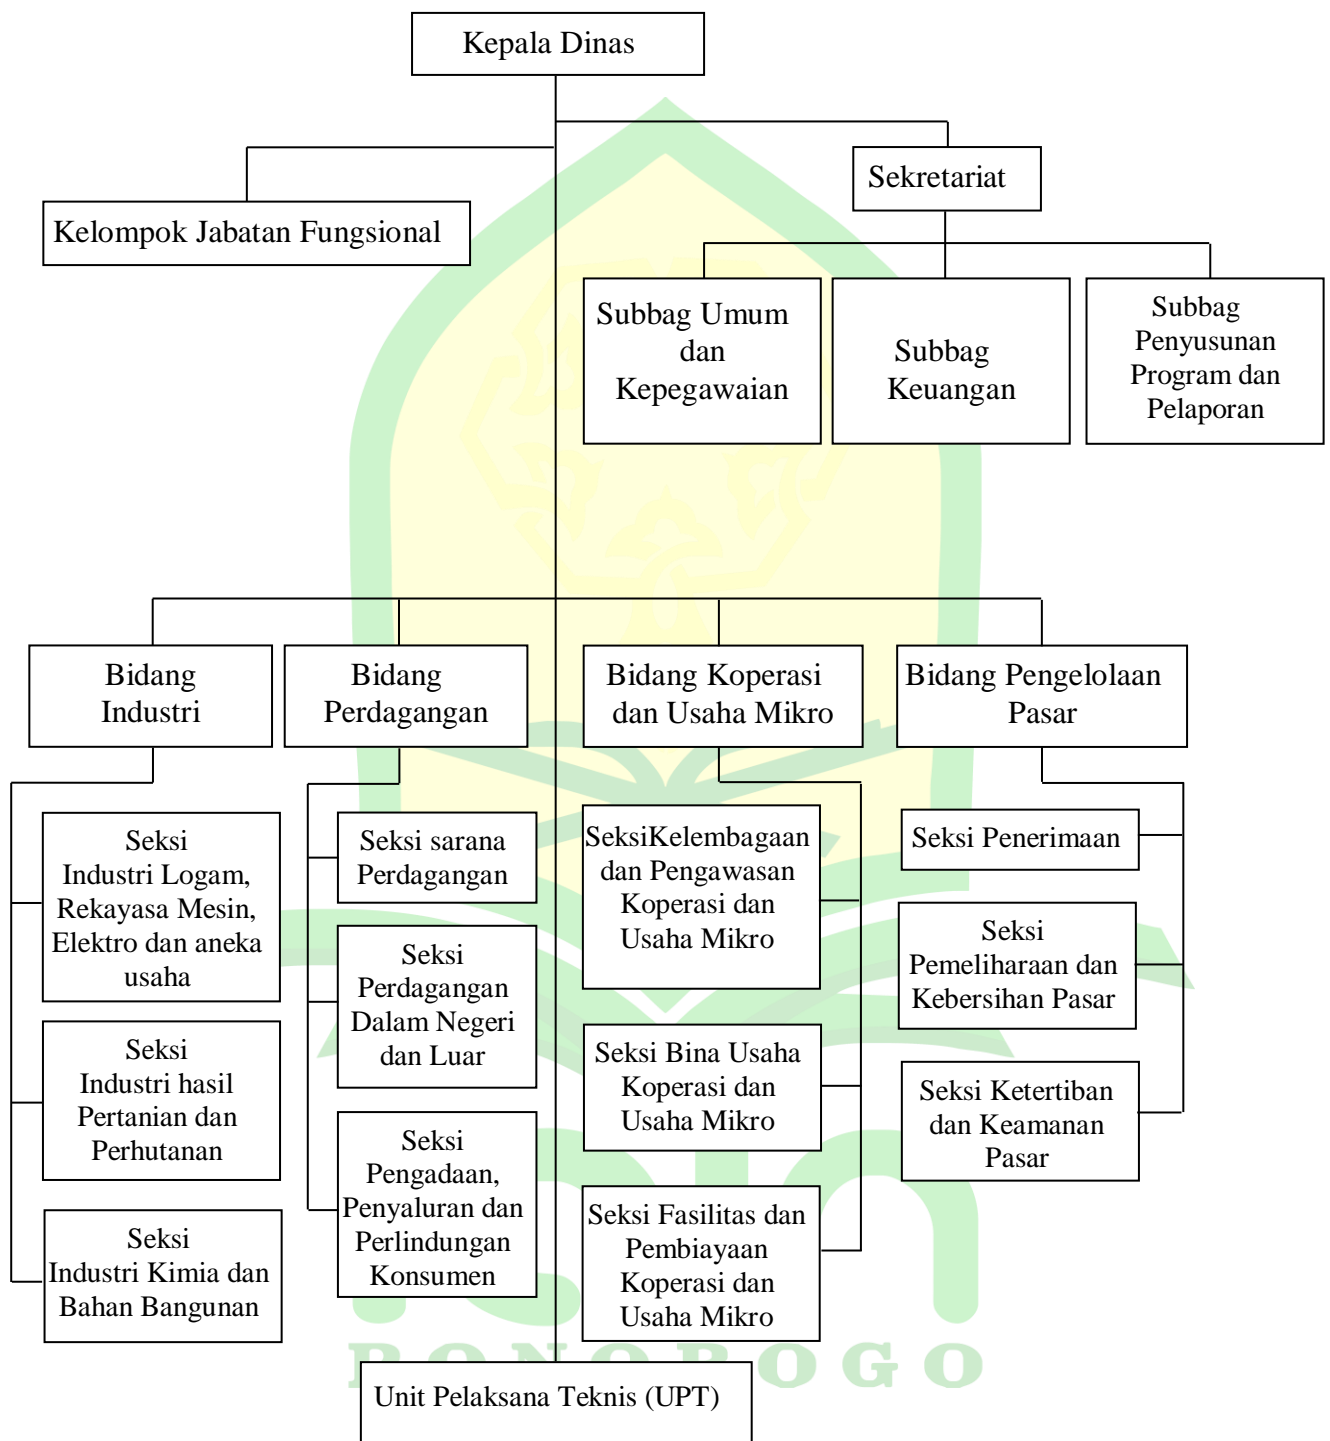 Kepala Dinas
Sekretariat
Kelompok Jabatan Fungsional
Subbag Umum
dan
Kepegawaian
Subbag
Keuangan
Subbag
Penyusunan
Program dan
Pelaporan
Bidang
Industri
Bidang
Perdagangan
Bidang Koperasi
dan Usaha Mikro
Bidang Pengelolaan
Pasar
Seksi
Industri Logam,
Rekayasa Mesin,
Elektro dan aneka
usaha
Seksi
Industri hasil
Pertanian dan
Perhutanan
Seksi
Industri Kimia dan
Bahan Bangunan
Seksi sarana
Perdagangan
Seksi
Perdagangan
Dalam Negeri
dan Luar
Seksi
Pengadaan,
Penyaluran dan
Perlindungan
Konsumen
SeksiKelembagaan
dan Pengawasan
Koperasi dan
Usaha Mikro
Seksi Bina Usaha
Koperasi dan
Usaha Mikro
Seksi Fasilitas dan
Pembiayaan
Koperasi dan
Usaha Mikro
Seksi Penerimaan
Seksi
Pemeliharaan dan
Kebersihan Pasar
Seksi Ketertiban
dan Keamanan
Pasar
PONOROGO
Unit Pelaksana Teknis (UPT)